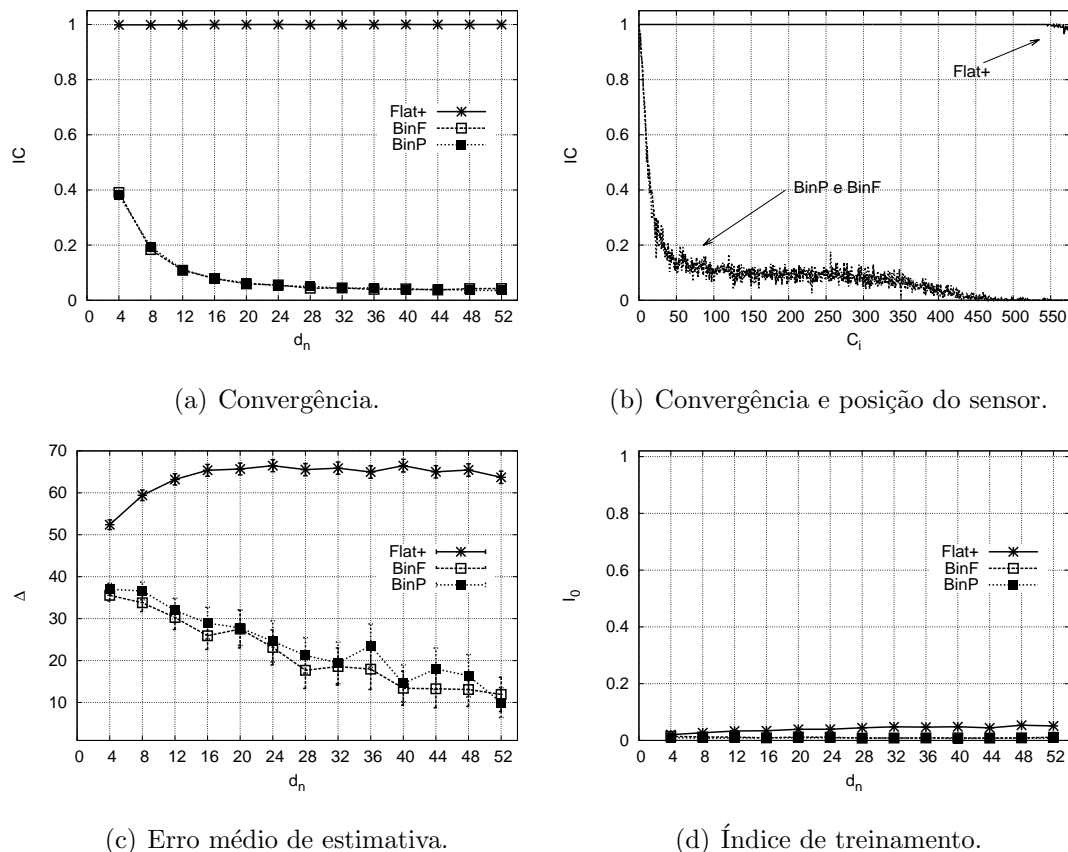 1
0.8
0.6
0.4
0.2
0
IC
Flat+
BinF
BinP
0 4 8 12 16 20 24 28 32 36 40 44 48 52
d_n
(a) Convergência.
1
0.8
0.6
0.4
0.2
0
IC
Flat+
BinP e BinF
0 50 100 150 200 250 300 350 400 450 500 550
C_i
(b) Convergência e posição do sensor.
70
60
50
40
30
20
10
Δ
Flat+
BinF
BinP
0 4 8 12 16 20 24 28 32 36 40 44 48 52
d_n
(c) Erro médio de estimativa.
1
0.8
0.6
0.4
0.2
0
I_0
Flat+
BinF
BinP
0 4 8 12 16 20 24 28 32 36 40 44 48 52
d_n
(d) Índice de treinamento.